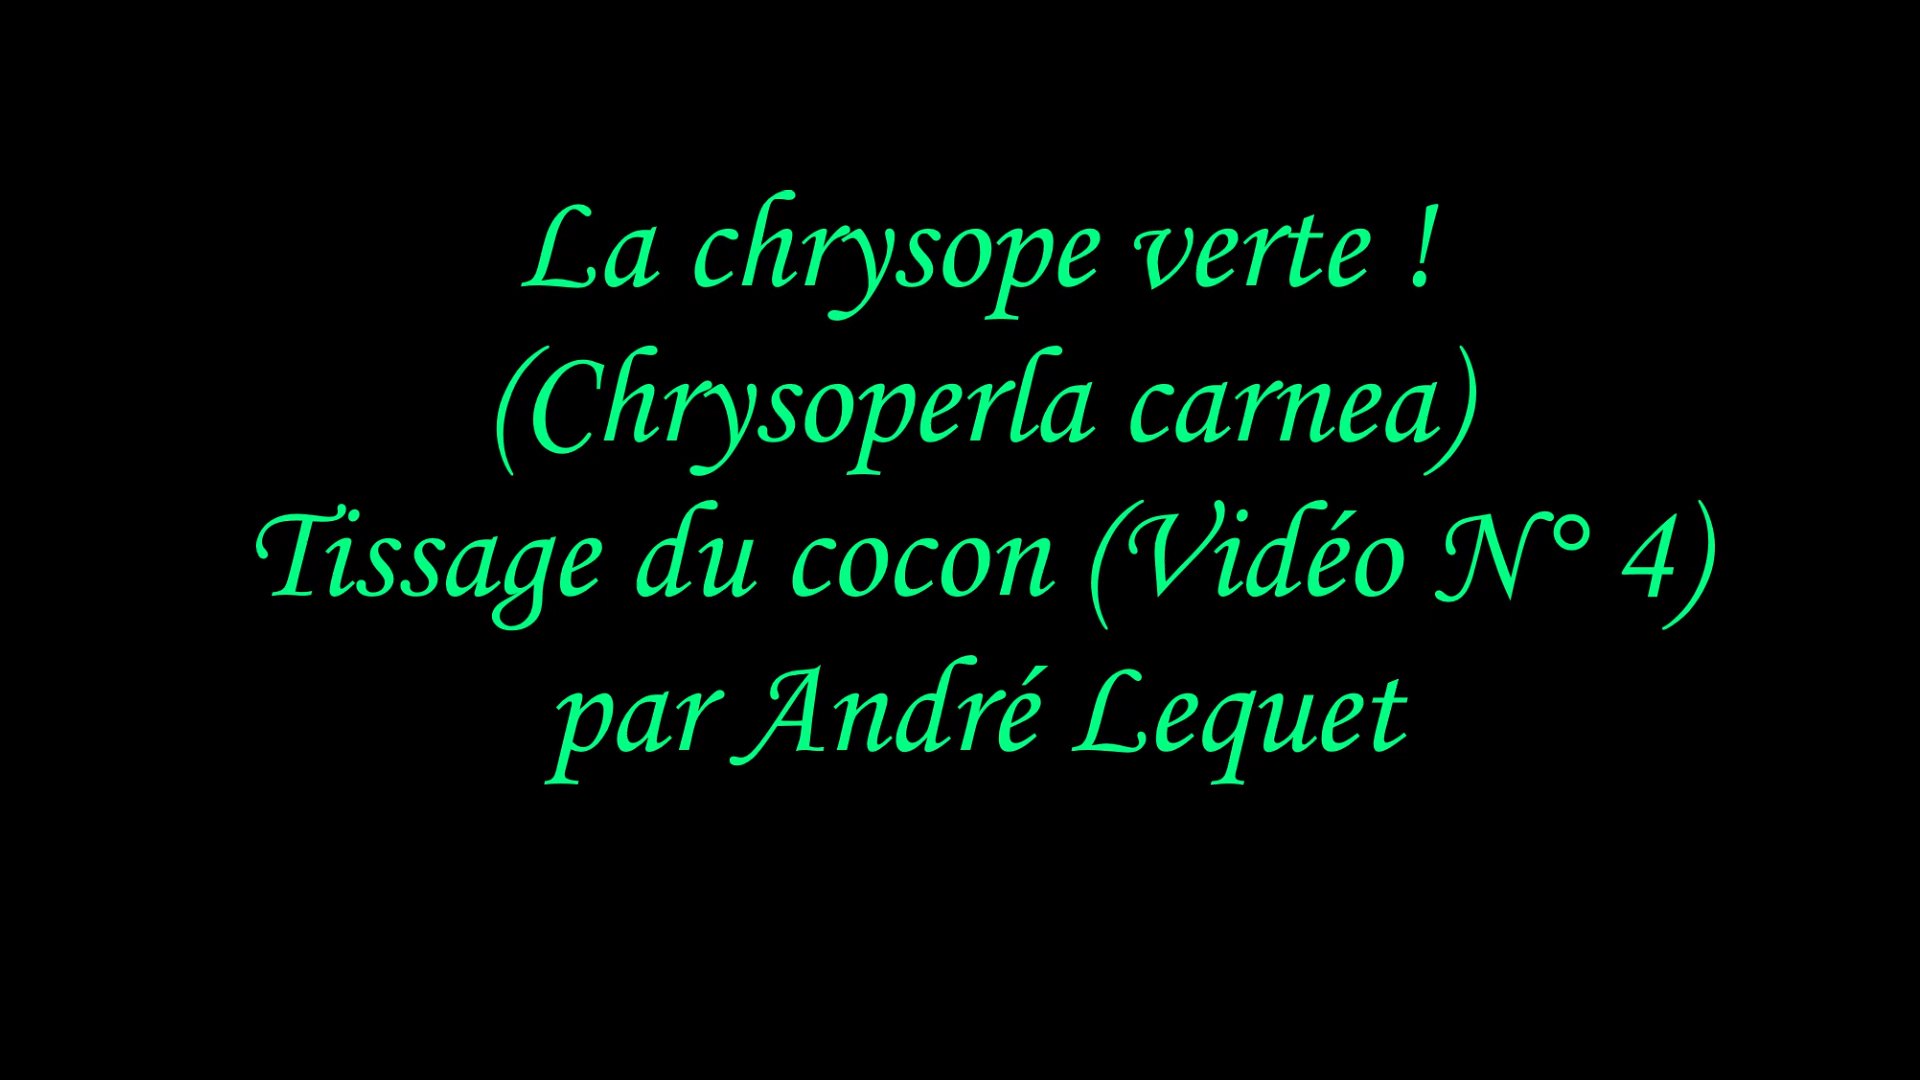 La chrysope verte !
(Chrysoperla carnea)
Tissage du cocon (Vidéo N° 4)
par André Lequet